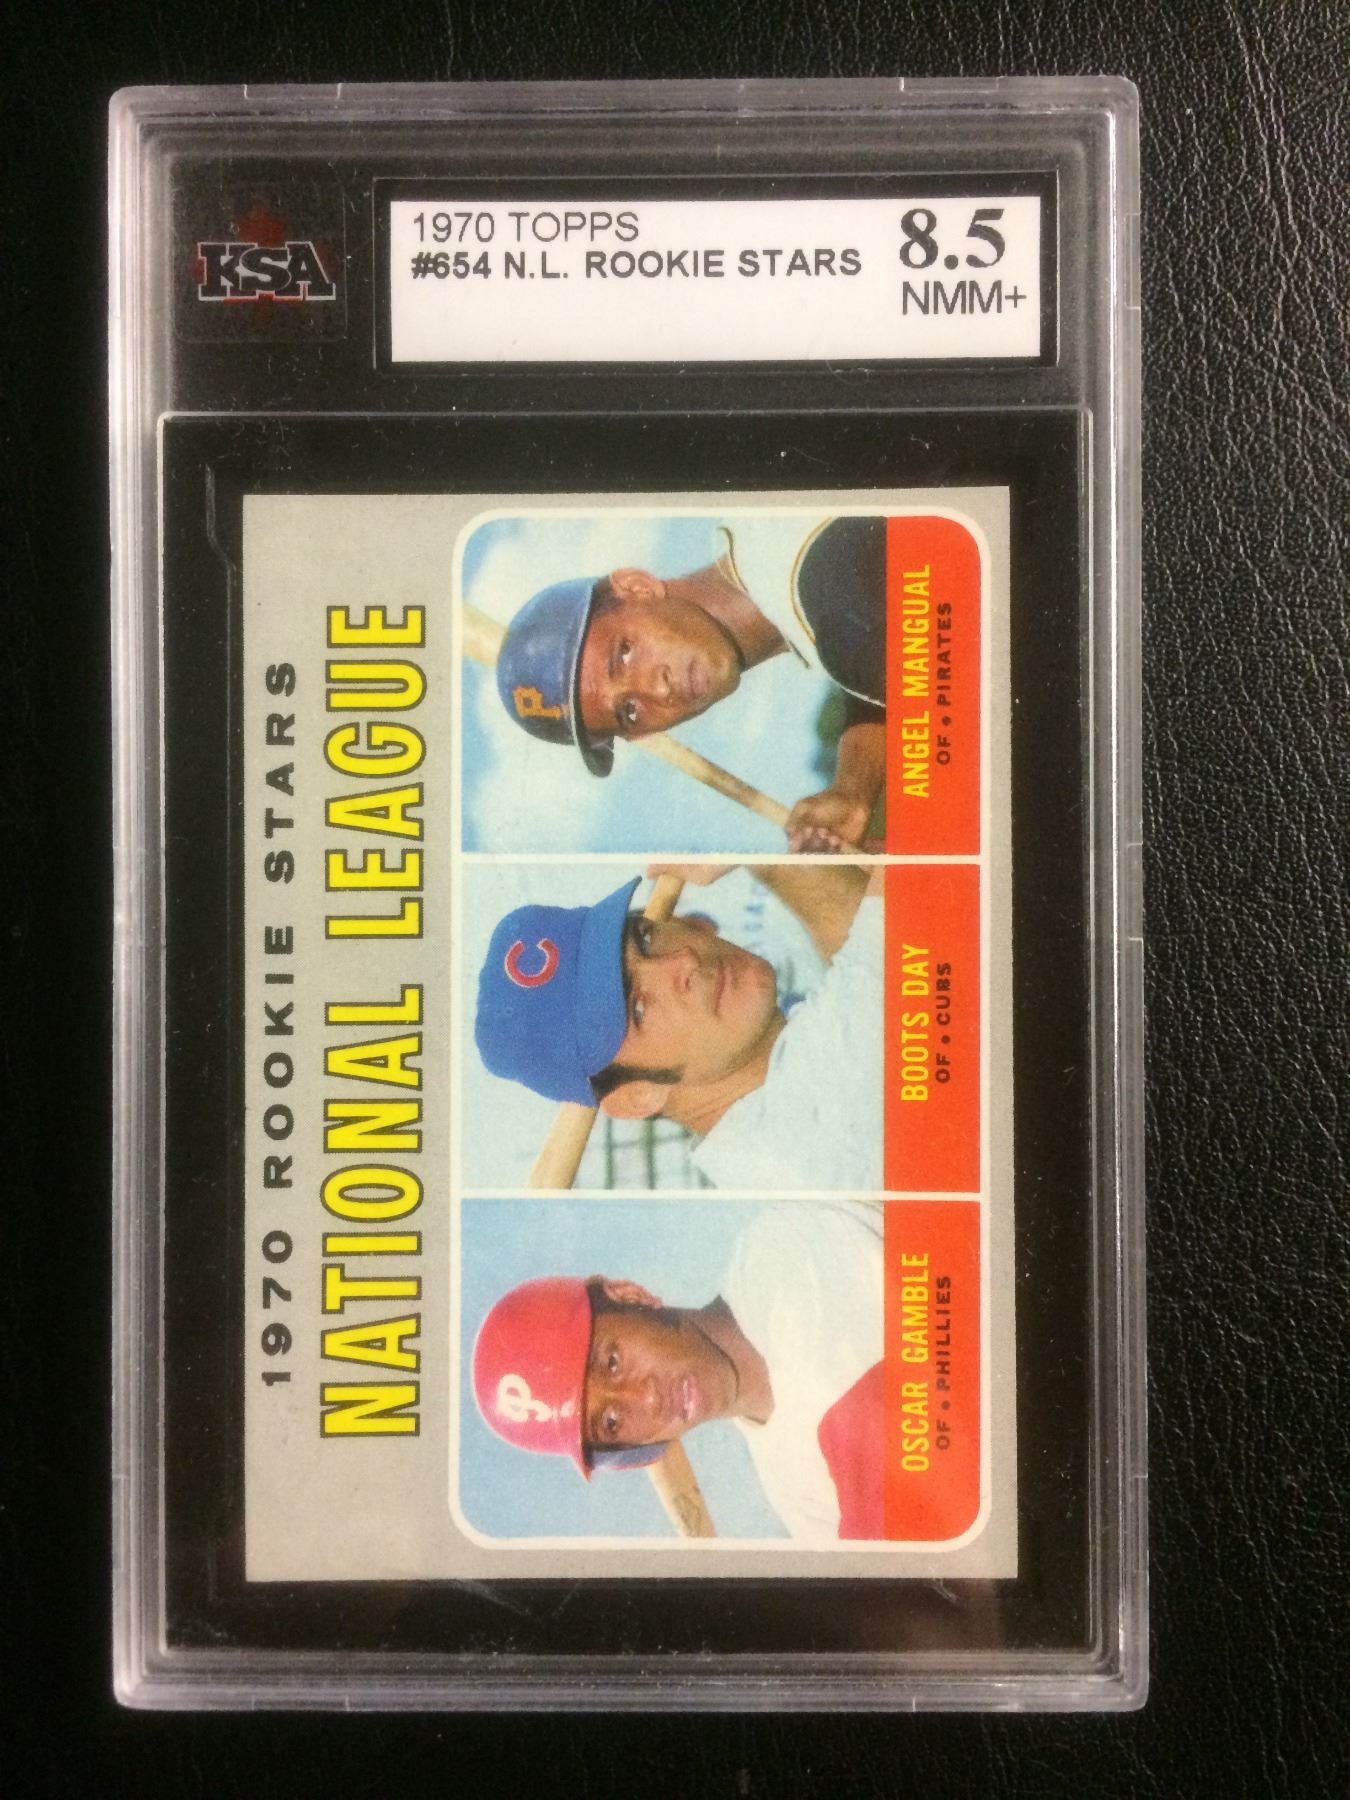 KSA
1970 TOPPS
#654 N.L. ROOKIE STARS
8.5
NMM+
1970 ROOKIE STARS
NATIONAL LEAGUE
P
C
P
OSCAR GAMBLE
OF • PHILLIES
BOOTS DAY
OF • CUBS
ANGEL MANGUAL
OF • PIRATES